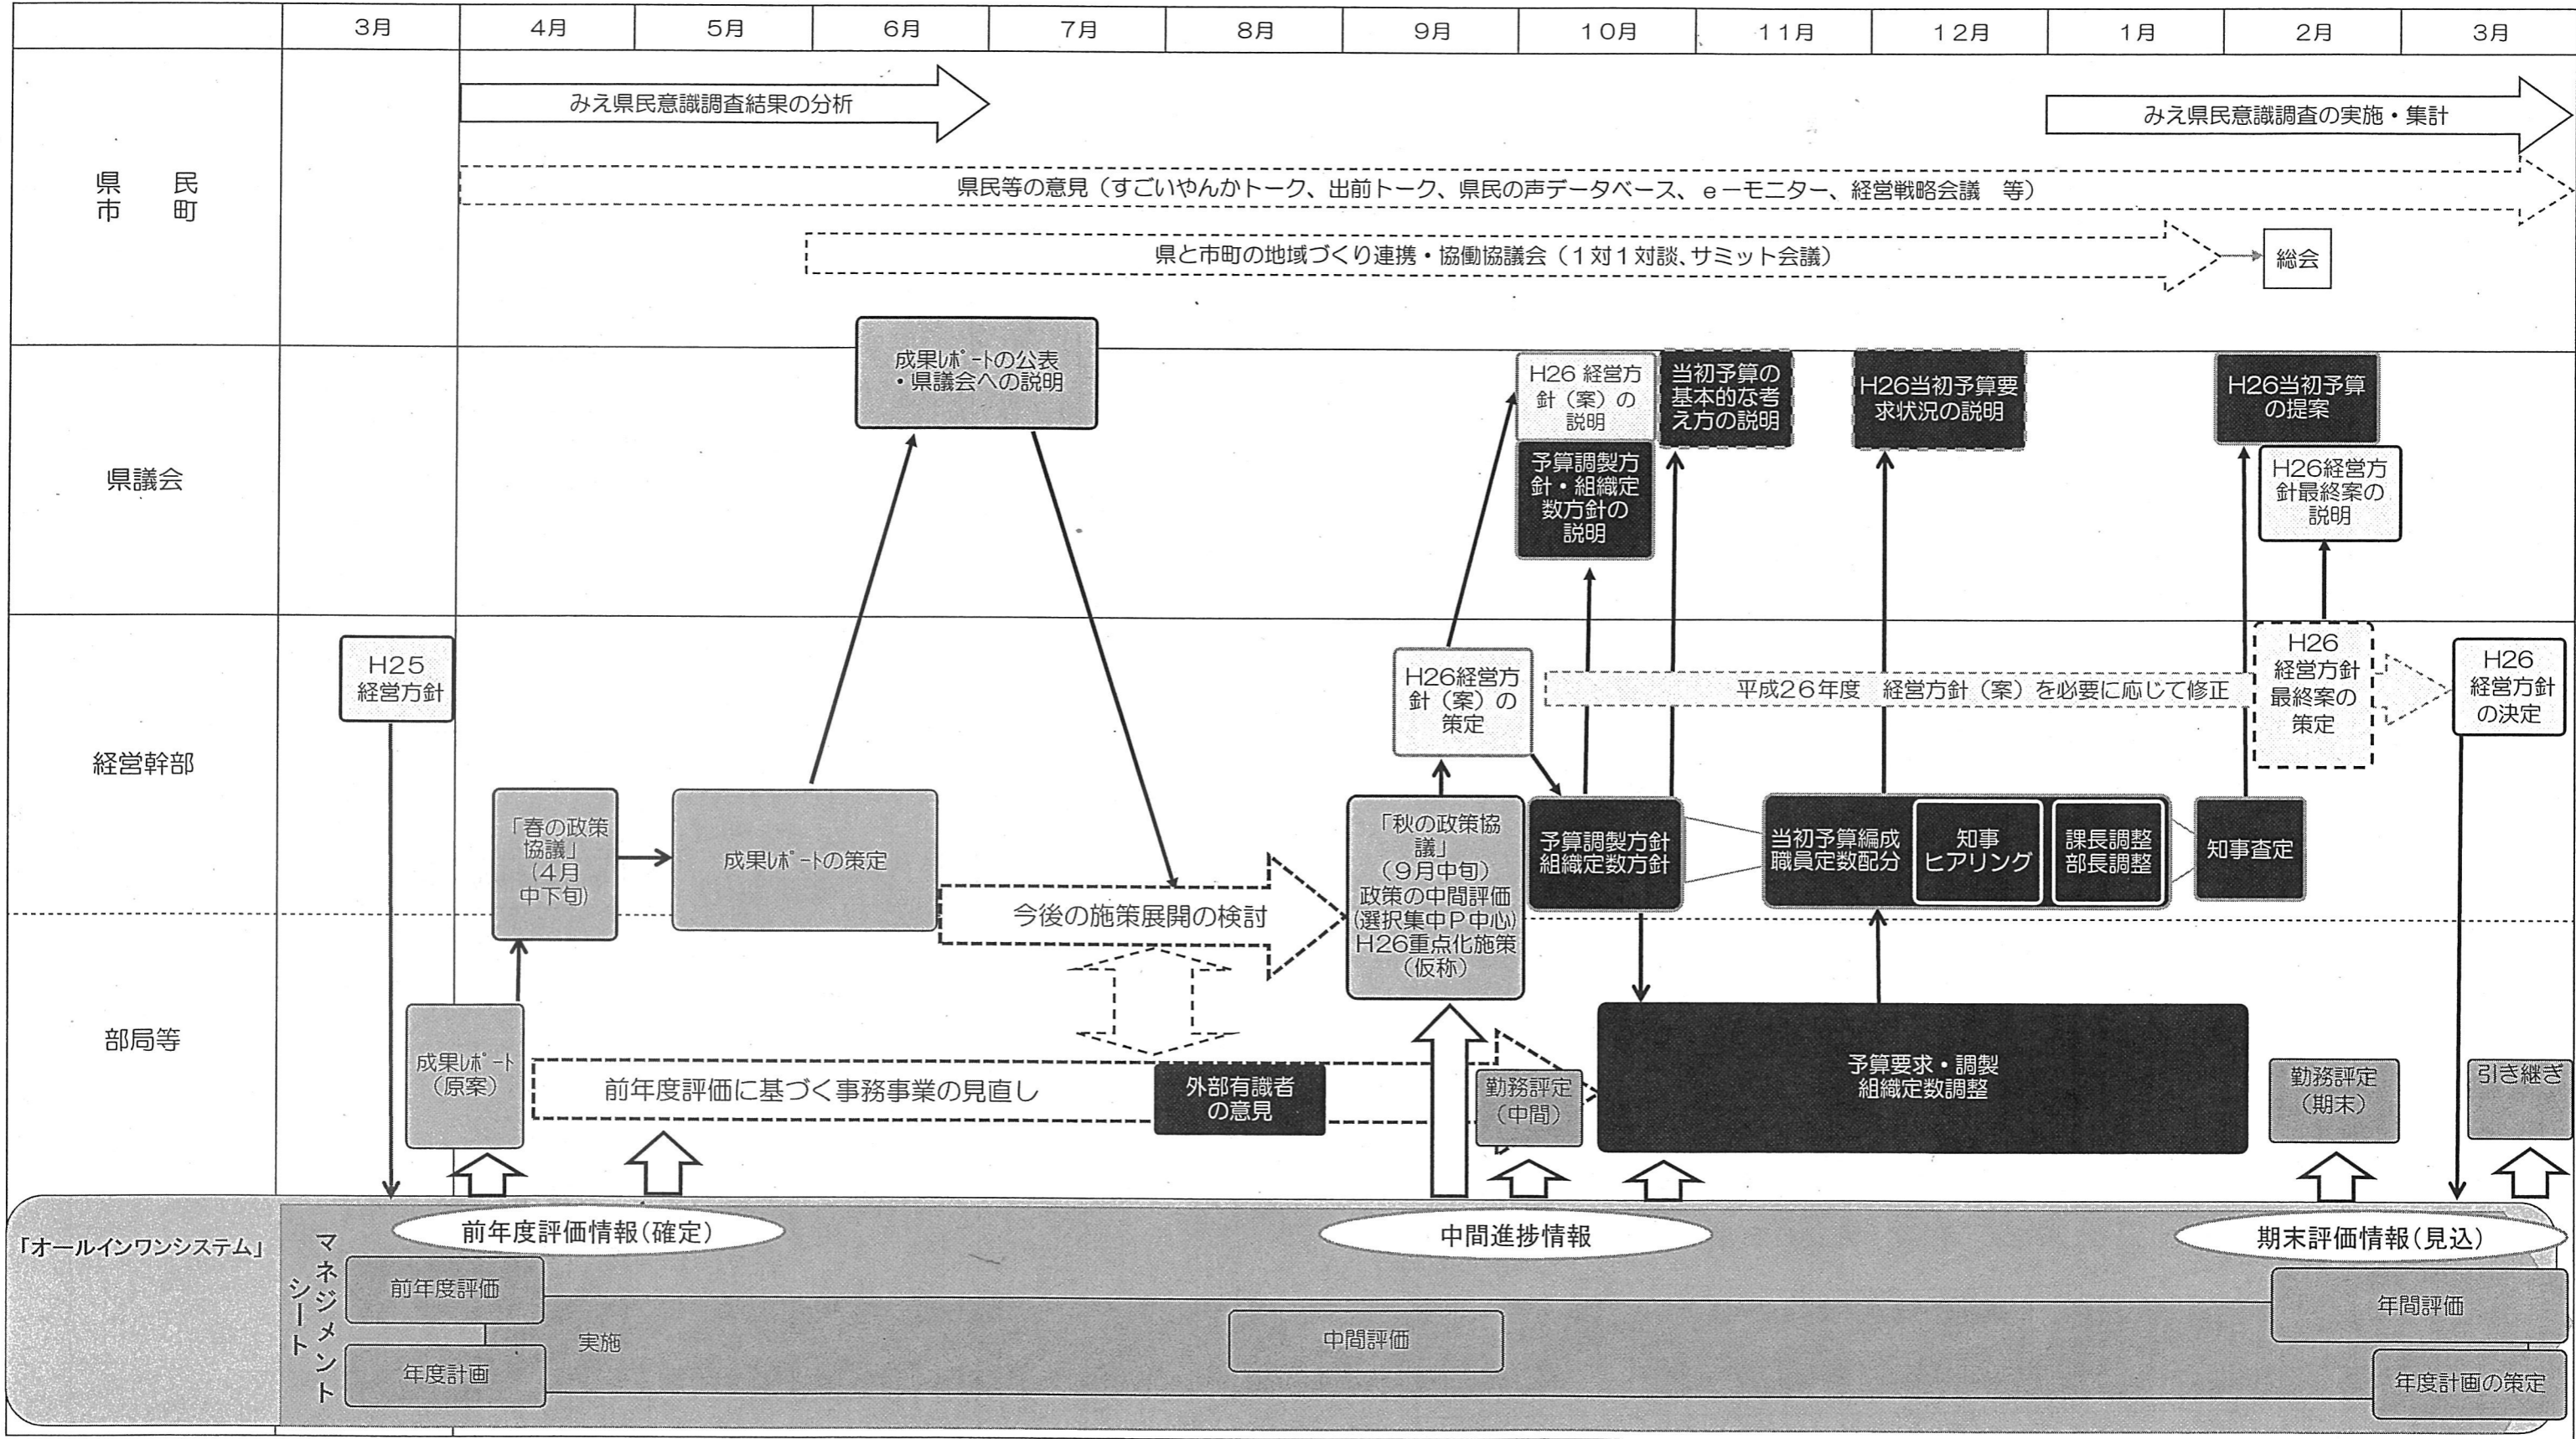 3月
4月
5月
6月
7月
8月
9月
10月
11月
12月
1月
2月
3月
県　民
市　町
みえ県民意識調査結果の分析
みえ県民意識調査の実施・集計
県民等の意見（すごいやんかトーク、出前トーク、県民の声データベース、e－モニター、経営戦略会議　等）
県と市町の地域づくり連携・協働協議会（1対1対談、サミット会議）
総会
県議会
成果ﾚﾎﾟｰﾄの公表
・県議会への説明
H26 経営方
針（案）の
説明
予算調製方
針・組織定
数方針の
説明
当初予算の
基本的な考
え方の説明
H26当初予算要
求状況の説明
H26当初予算
の提案
H26経営方
針最終案の
説明
経営幹部
H25
経営方針
「春の政策
協議」
(4月
中下旬)
成果ﾚﾎﾟｰﾄの策定
今後の施策展開の検討
H26経営方
針（案）の
策定
「秋の政策協
議」
（9月中旬）
政策の中間評価
(選択集中P中心)
H26重点化施策
（仮称）
平成26年度　経営方針（案）を必要に応じて修正
予算調製方針
組織定数方針
当初予算編成
職員定数配分
知事
ヒアリング
課長調整
部長調整
知事査定
H26
経営方針
最終案の
策定
H26
経営方針
の決定
部局等
成果ﾚﾎﾟｰﾄ
（原案）
前年度評価に基づく事務事業の見直し
外部有識者
の意見
勤務評定
（中間）
予算要求・調製
組織定数調整
勤務評定
（期末）
引き継ぎ
「オールインワンシステム」
マネジメント
シート
前年度評価情報（確定）
中間進捗情報
期末評価情報（見込）
前年度評価
年度計画
実施
中間評価
年間評価
年度計画の策定